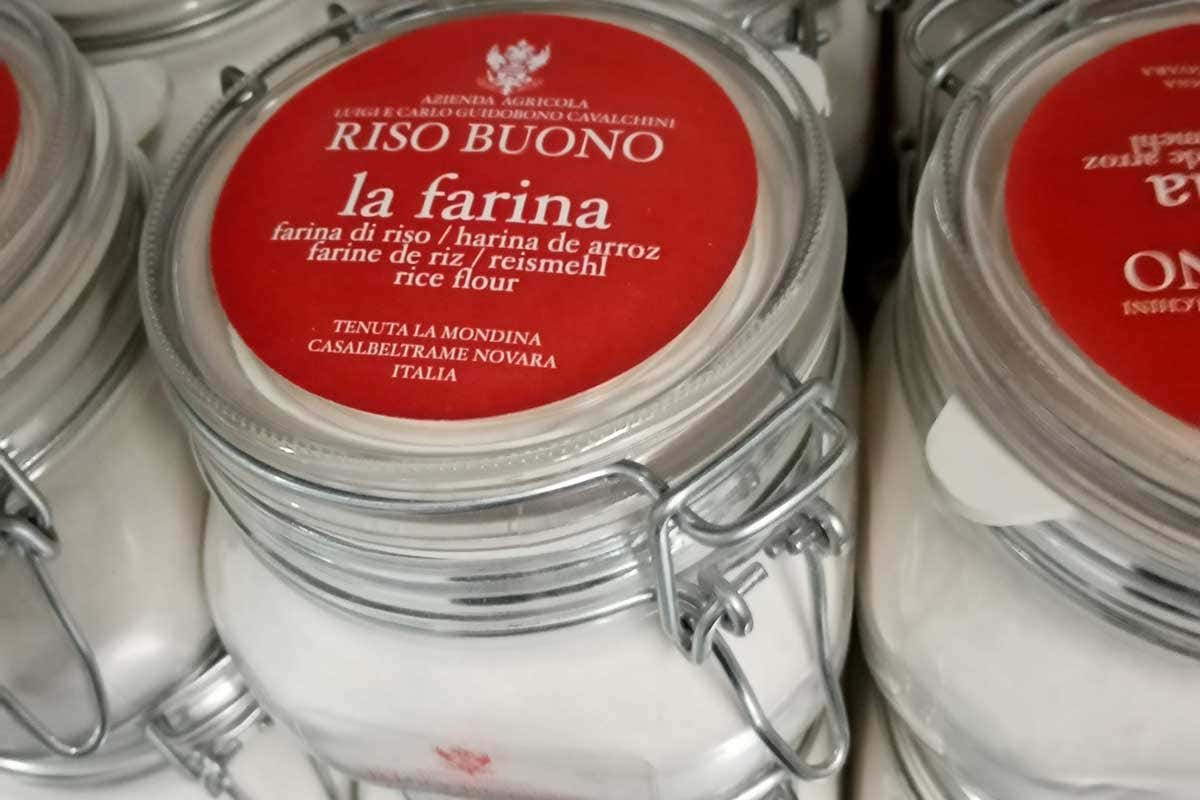 AZIENDA AGRICOLA
LUIGI E CARLO GUIDOBONO CAVALCHINI
RISO BUONO
la farina
farina di riso / harina de arroz
farine de riz / reismehl
rice flour
TENUTA LA MONDINA
CASALBELTRAME NOVARA
ITALIA